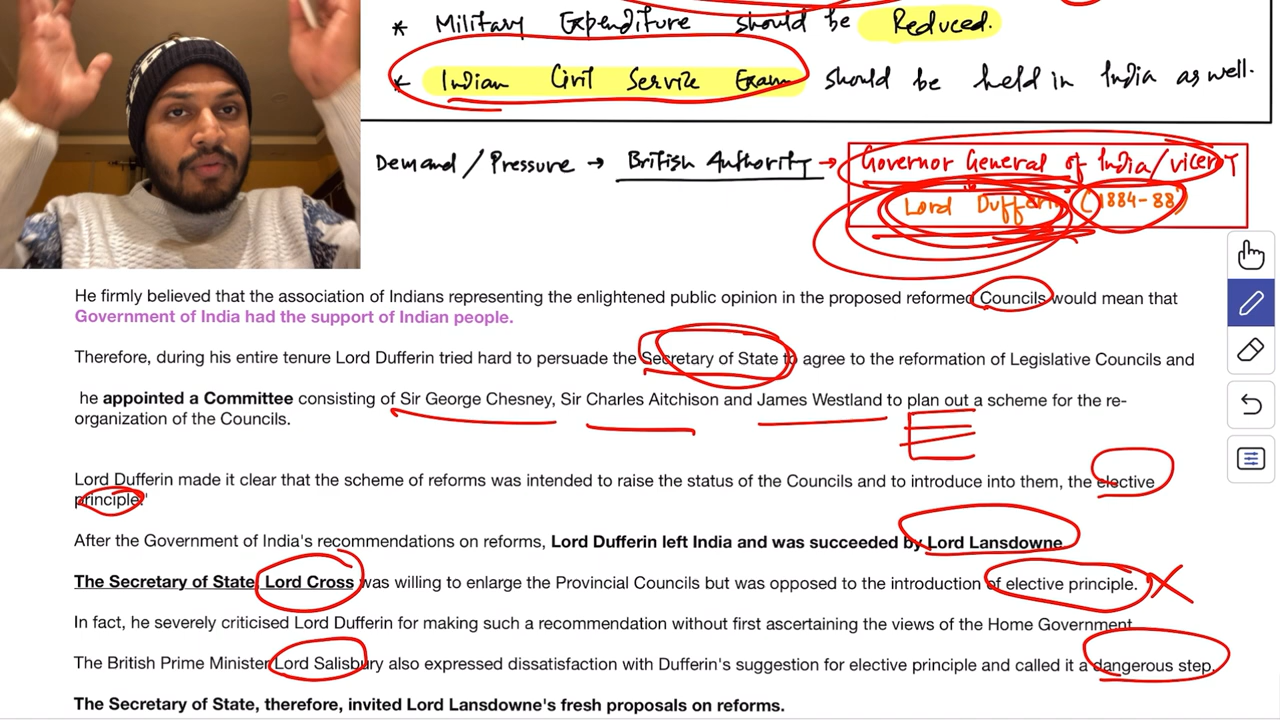 * Military Expenditure should be Reduced.
* Indian Civil Service Exam should be held in India as well.
Demand / Pressure → British Authority → Governor General of India/viceroy
Lord Dufferin (1884-88)
He firmly believed that the association of Indians representing the enlightened public opinion in the proposed reformed Councils would mean that
Government of India had the support of Indian people.
Therefore, during his entire tenure Lord Dufferin tried hard to persuade the Secretary of State to agree to the reformation of Legislative Councils and
he appointed a Committee consisting of Sir George Chesney, Sir Charles Aitchison and James Westland to plan out a scheme for the re-
organization of the Councils.
Lord Dufferin made it clear that the scheme of reforms was intended to raise the status of the Councils and to introduce into them, the elective
principle."
After the Government of India's recommendations on reforms, Lord Dufferin left India and was succeeded by Lord Lansdowne
The Secretary of State, Lord Cross was willing to enlarge the Provincial Councils but was opposed to the introduction of elective principle.
In fact, he severely criticised Lord Dufferin for making such a recommendation without first ascertaining the views of the Home Government.
The British Prime Minister Lord Salisbury also expressed dissatisfaction with Dufferin's suggestion for elective principle and called it a dangerous step.
The Secretary of State, therefore, invited Lord Lansdowne's fresh proposals on reforms.